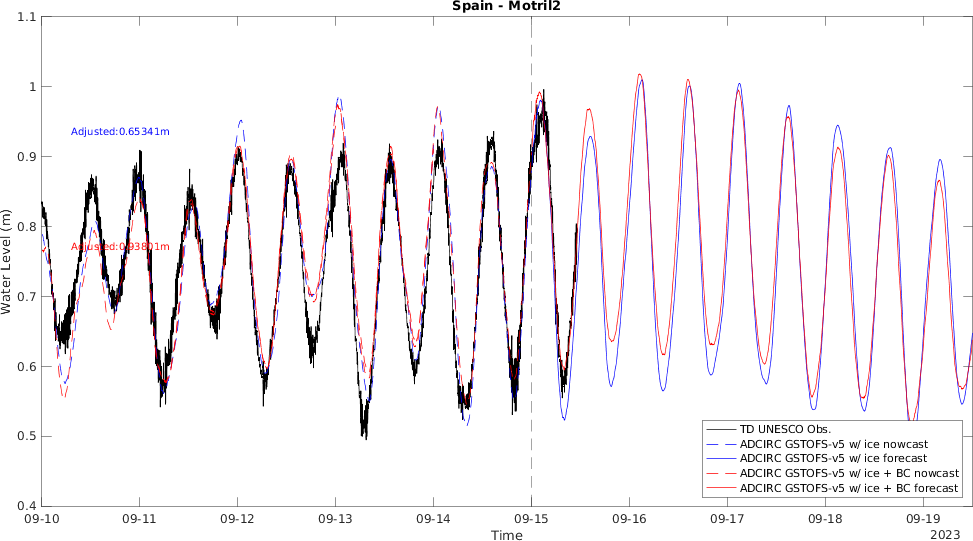 Spain - Motril2
1.1
1
0.9
0.8
0.7
0.6
0.5
0.4
Water Level (m)
Adjusted:0.65341m
Adjusted:0.93801m
TD UNESCO Obs.
ADCIRC GSTOFS-v5 w/ ice nowcast
ADCIRC GSTOFS-v5 w/ ice forecast
ADCIRC GSTOFS-v5 w/ ice + BC nowcast
ADCIRC GSTOFS-v5 w/ ice + BC forecast
09-10 09-11 09-12 09-13 09-14 09-15 09-16 09-17 09-18 09-19
Time
2023